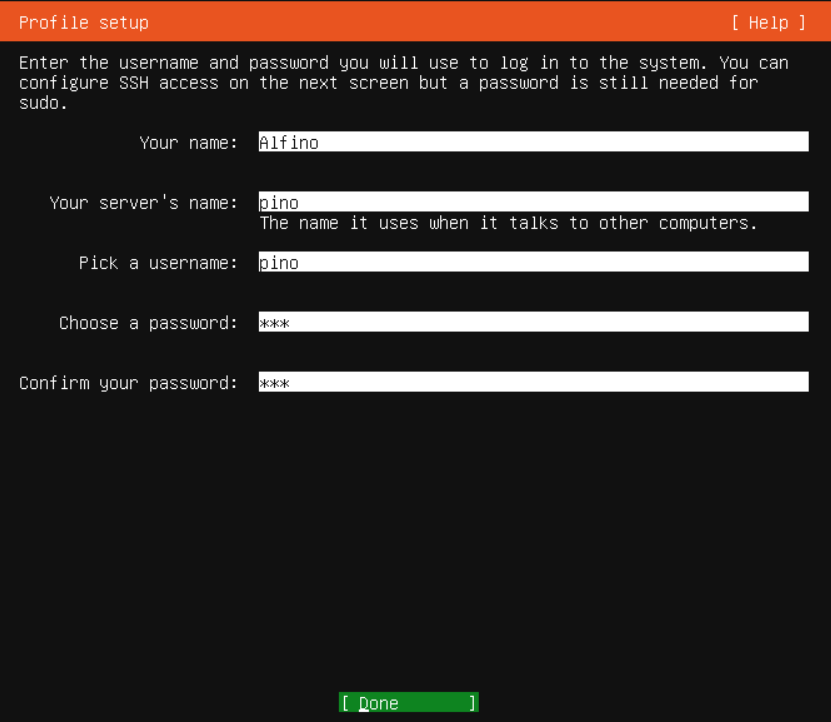 Profile setup [ Help ]
Enter the username and password you will use to log in to the system. You can
configure SSH access on the next screen but a password is still needed for
sudo.
Your name: Alfino
Your server's name: pino
The name it uses when it talks to other computers.
Pick a username: pino
Choose a password: ***
Confirm your password: ***
[ Done ]